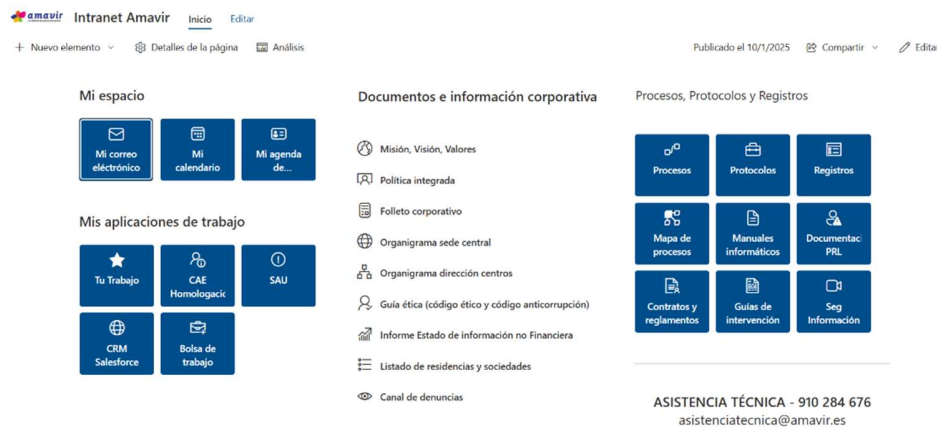 amavir
Intranet Amavir
Inicio
Editar
Nuevo elemento
Detalles de la página
Análisis
Publicado el 10/1/2025
Compartir
Editar
Mi espacio
Mi correo
eléctrónico
Mi
calendario
Mi agenda
de...
Mis aplicaciones de trabajo
Tu Trabajo
CAE
Homologació
SAU
CRM
Salesforce
Bolsa de
trabajo
Documentos e información corporativa
Misión, Visión, Valores
Política integrada
Folleto corporativo
Organigrama sede central
Organigrama dirección centros
Guía ética (código ético y código anticorrupción)
Informe Estado de información no Financiera
Listado de residencias y sociedades
Canal de denuncias
Procesos, Protocolos y Registros
Procesos
Protocolos
Registros
Mapa de
procesos
Manuales
informáticos
Documentaci
PRL
Contratos y
reglamentos
Guías de
intervención
Seg
Información
ASISTENCIA TÉCNICA - 910 284 676
asistenciatecnica@amavir.es